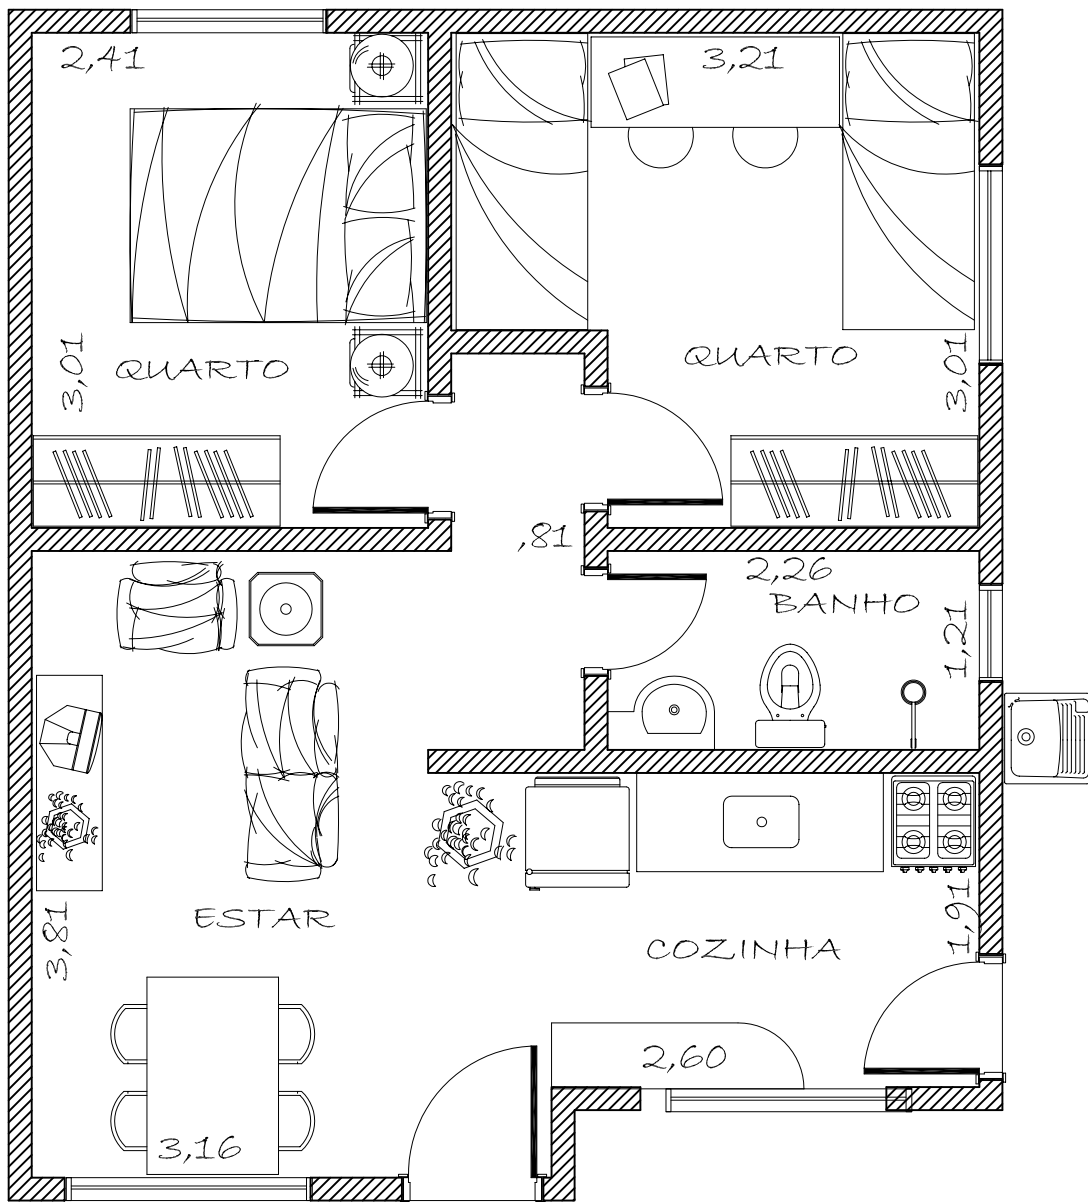 2,41
3,21
3,01
QUARTO
QUARTO
3,01
,81
2,26
BANHO
1,21
ESTAR
3,81
COZINHA
1,91
2,60
3,16